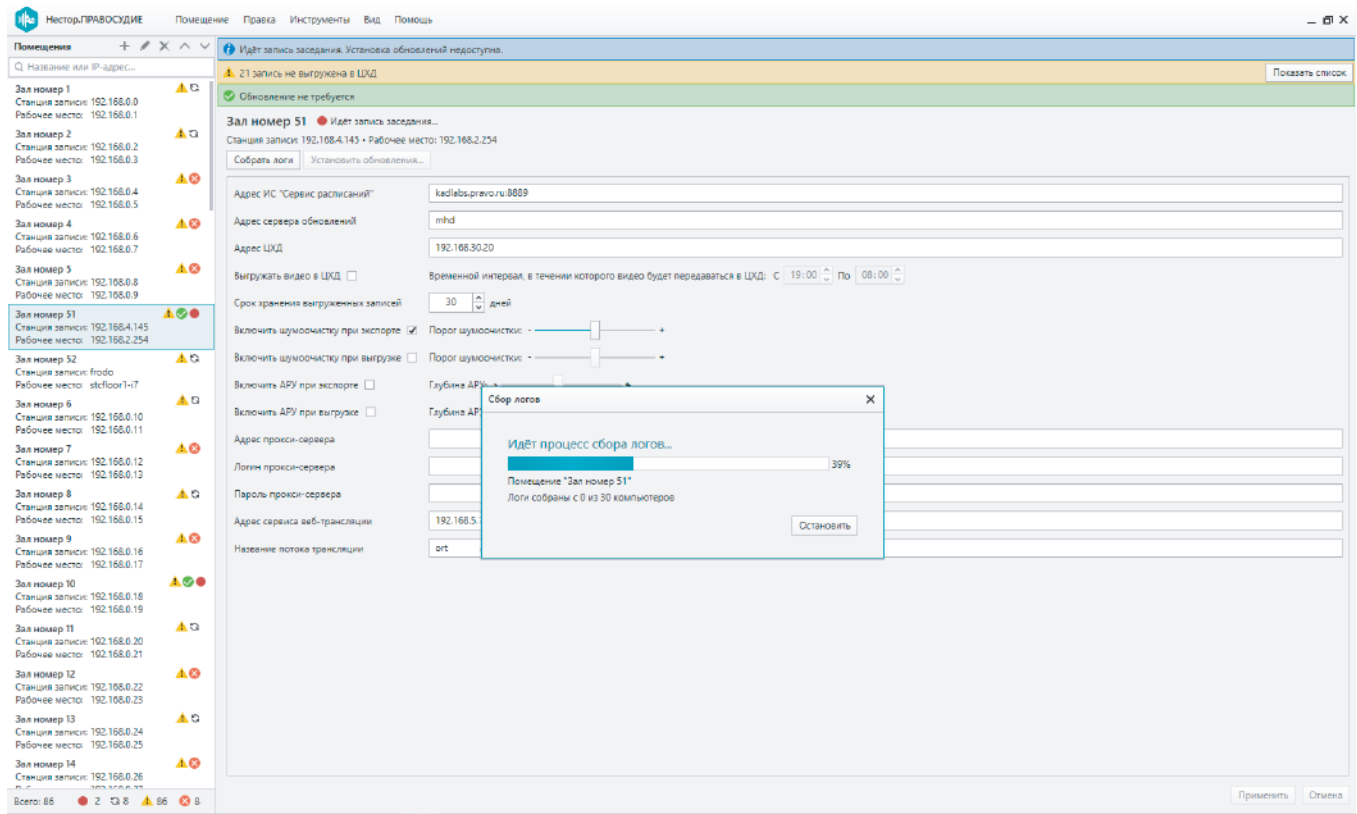 Нестор.ПРАВОСУДИЕ Помещение Правка Инструменты Вид Помощь
Помещения
Название или IP-адрес...
Зал номер 1
Станция записи: 192.168.0.0
Рабочее место: 192.168.0.1
Зал номер 2
Станция записи: 192.168.0.2
Рабочее место: 192.168.0.3
Зал номер 3
Станция записи: 192.168.0.4
Рабочее место: 192.168.0.5
Зал номер 4
Станция записи: 192.168.0.6
Рабочее место: 192.168.0.7
Зал номер 5
Станция записи: 192.168.0.8
Рабочее место: 192.168.0.9
Зал номер 51
Станция записи: 192.168.4.145
Рабочее место: 192.168.2.254
Зал номер 52
Станция записи: frodo
Рабочее место: stcfloor1-i7
Зал номер 6
Станция записи: 192.168.0.10
Рабочее место: 192.168.0.11
Зал номер 7
Станция записи: 192.168.0.12
Рабочее место: 192.168.0.13
Зал номер 8
Станция записи: 192.168.0.14
Рабочее место: 192.168.0.15
Зал номер 9
Станция записи: 192.168.0.16
Рабочее место: 192.168.0.17
Зал номер 10
Станция записи: 192.168.0.18
Рабочее место: 192.168.0.19
Зал номер 11
Станция записи: 192.168.0.20
Рабочее место: 192.168.0.21
Зал номер 12
Станция записи: 192.168.0.22
Рабочее место: 192.168.0.23
Зал номер 13
Станция записи: 192.168.0.24
Рабочее место: 192.168.0.25
Зал номер 14
Станция записи: 192.168.0.26
Всего: 86 2 8 86 8
Идёт запись заседания. Установка обновлений недоступна.
21 запись не выгружена в ЦХД Показать список
Обновление не требуется
Зал номер 51 Идёт запись заседания...
Станция записи: 192.168.4.145 • Рабочее место: 192.168.2.254
Собрать логи Установить обновления...
Адрес ИС "Сервис расписаний" kadlabs.pravo.ru:8889
Адрес сервера обновлений mhd
Адрес ЦХД 192.168.30.20
Выгружать видео в ЦХД Временной интервал, в течении которого видео будет передаваться в ЦХД: С 19:00 По 08:00
Срок хранения выгруженных записей 30 дней
Включить шумоочистку при экспорте Порог шумоочистки: - +
Включить шумоочистку при выгрузке Порог шумоочистки: - +
Включить АРУ при экспорте Глубина АРУ: - +
Включить АРУ при выгрузке Глубина АР
Адрес прокси-сервера
Логин прокси-сервера
Пароль прокси-сервера
Адрес сервиса веб-трансляции 192.168.5.
Название потока трансляции ort
Сбор логов
Идёт процесс сбора логов...
39%
Помещение "Зал номер 51"
Логи собраны с 0 из 30 компьютеров
Остановить
Применить Отмена